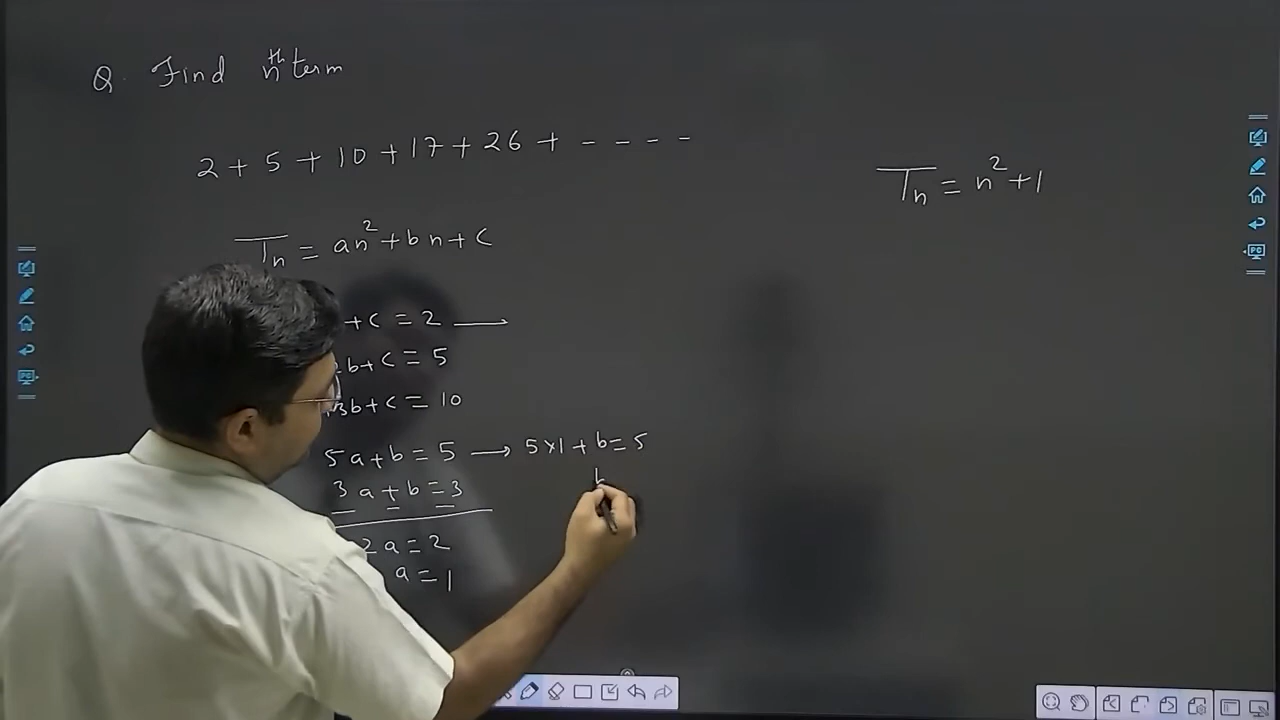 Q. Find nᵗʰ term
2 + 5 + 10 + 17 + 26 + - - - -
Tₙ = n² + 1
Tₙ = an² + bn + c
+ c = 2 ⟶
b + c = 5
3b + c = 10
5a + b = 5 ⟶ 5 × 1 + b = 5
3a + b = 3
b
2a = 2
a = 1